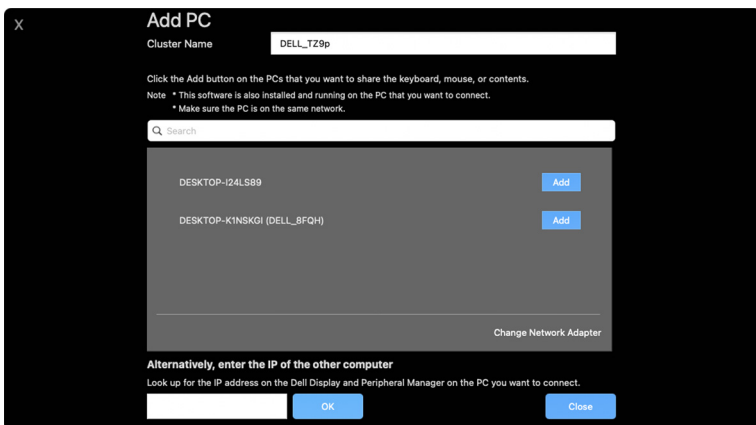 X
Add PC
Cluster Name DELL_TZ9p
Click the Add button on the PCs that you want to share the keyboard, mouse, or contents.
Note * This software is also installed and running on the PC that you want to connect.
* Make sure the PC is on the same network.
Search
DESKTOP-I24LS89 Add
DESKTOP-K1NSKGI (DELL_8FQH) Add
Change Network Adapter
Alternatively, enter the IP of the other computer
Look up for the IP address on the Dell Display and Peripheral Manager on the PC you want to connect.
OK Close